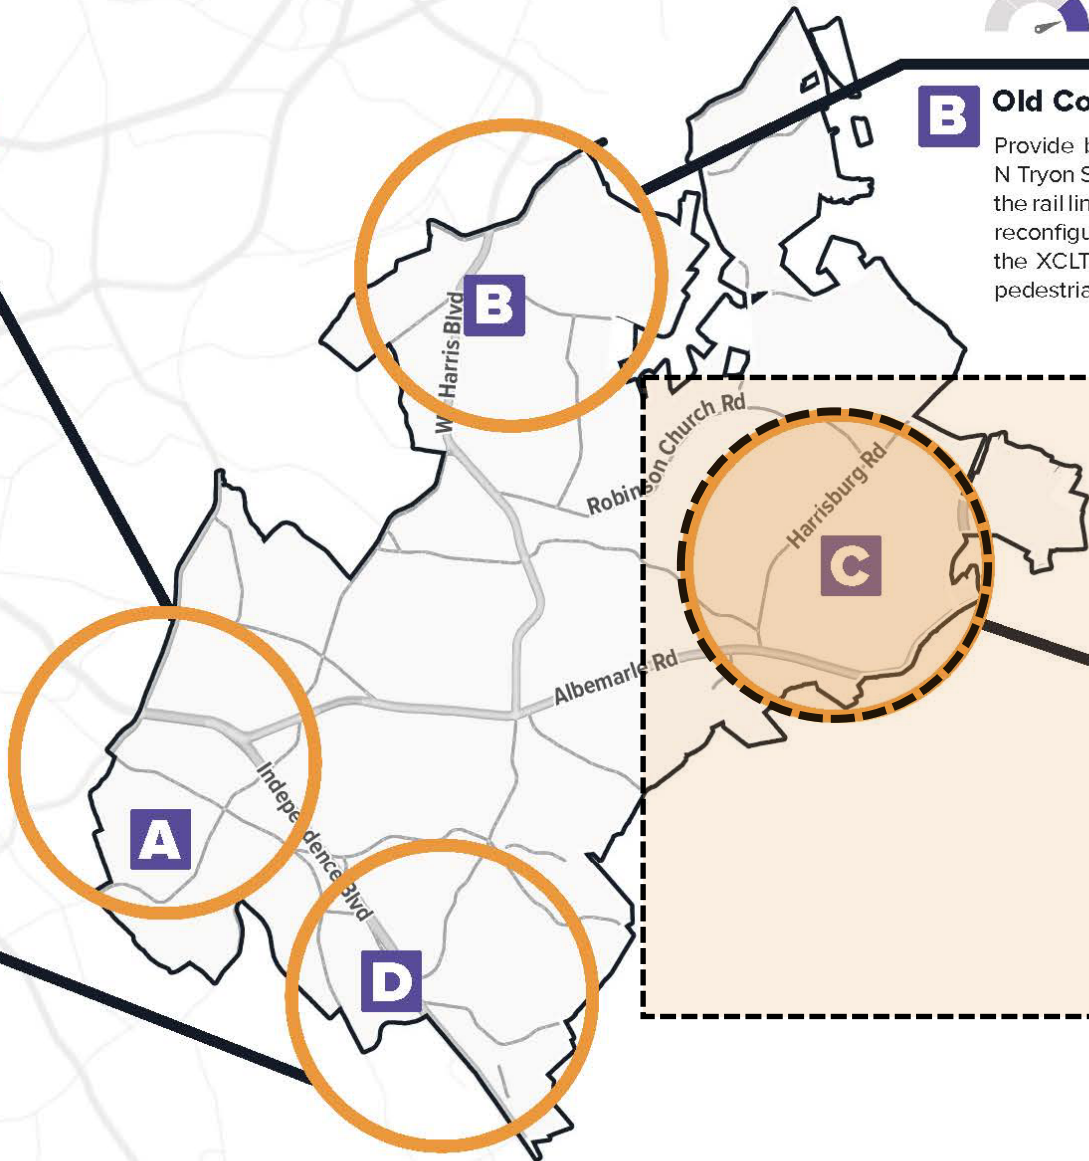 B
Old Co
Provide b
N Tryon S
the rail lin
reconfigu
the XCLT
pedestria
B
W.T. Harris Blvd
Robinson Church Rd
Harrisburg Rd
C
Albemarle Rd
Independence Blvd
A
D